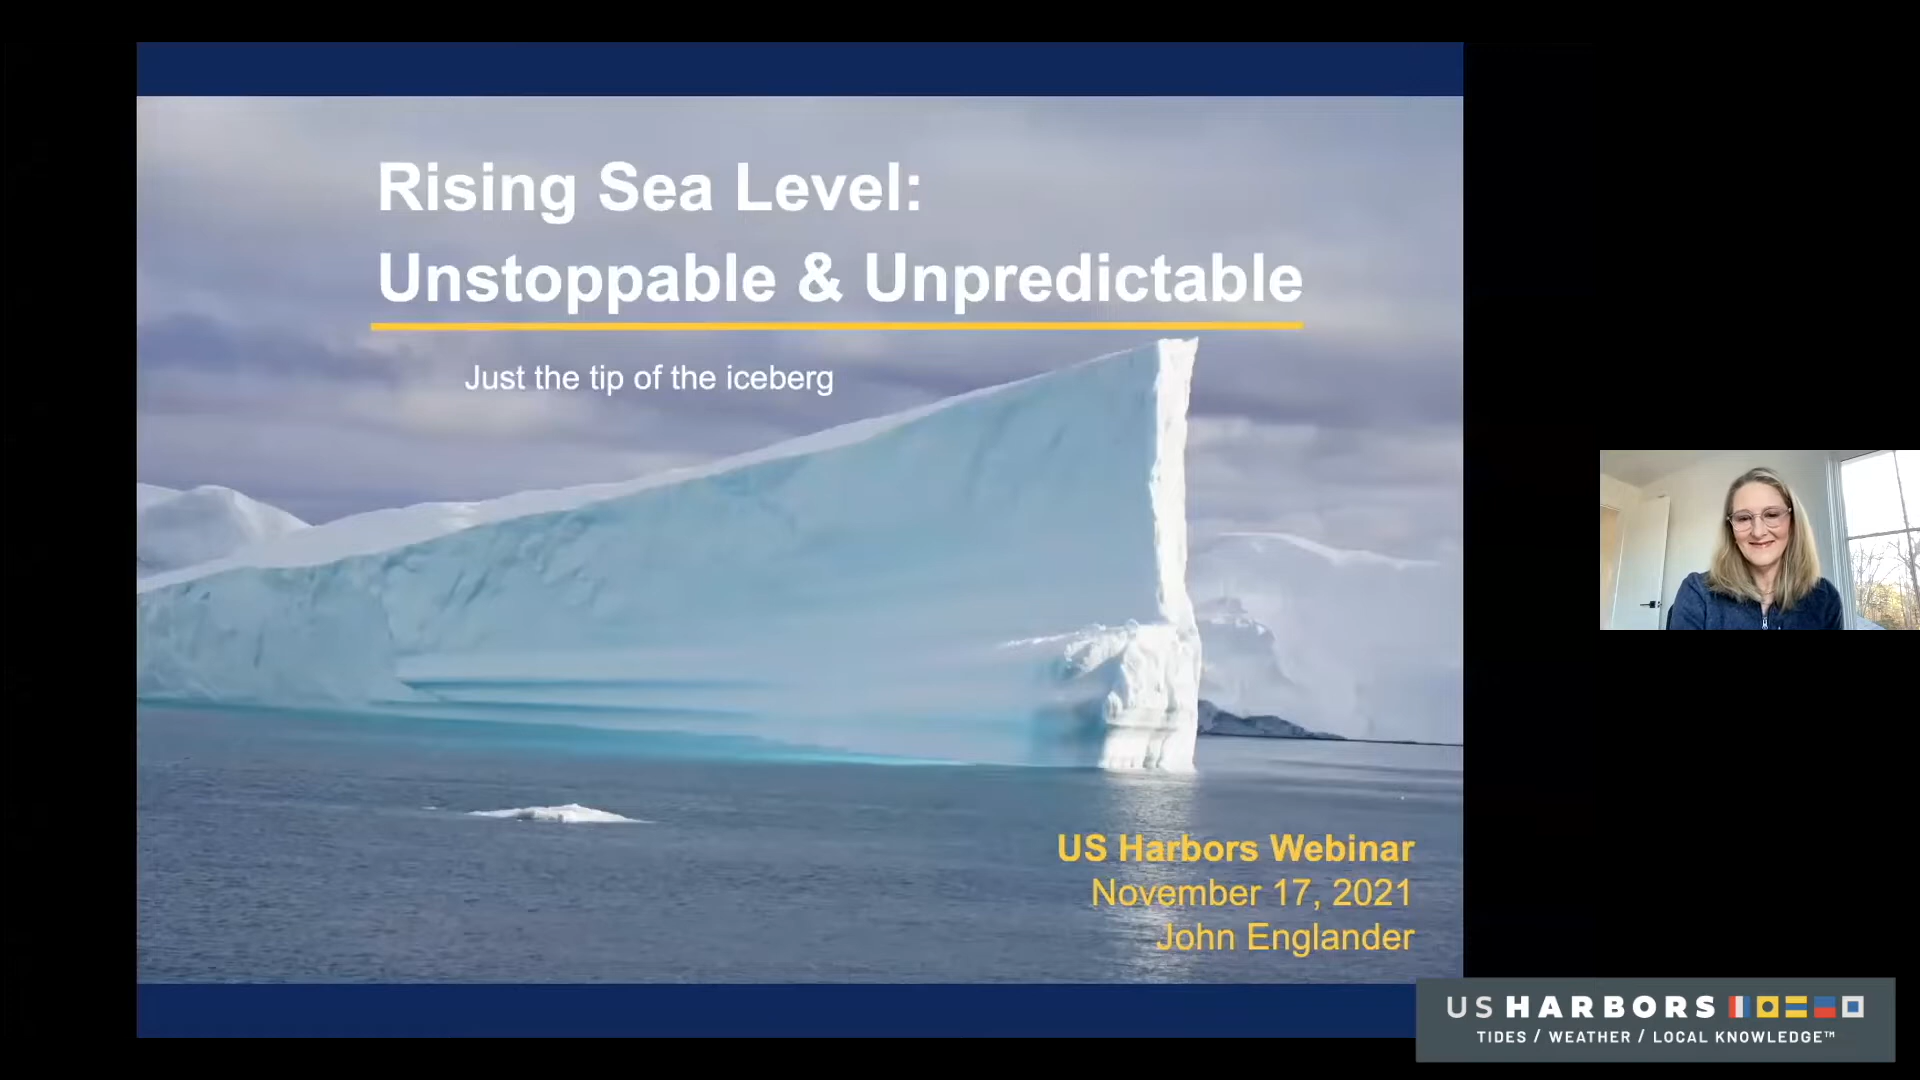 Rising Sea Level:
Unstoppable & Unpredictable
Just the tip of the iceberg
US Harbors Webinar
November 17, 2021
John Englander
US HARBORS
TIDES / WEATHER / LOCAL KNOWLEDGE™